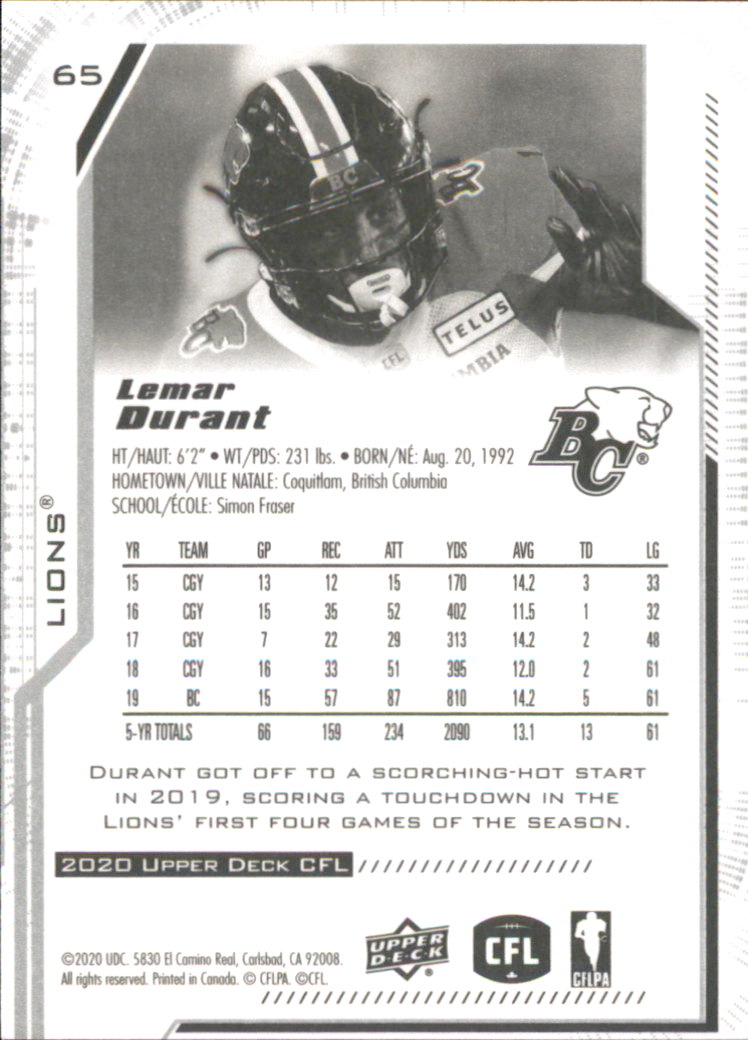 65
BC
TELUS
CFL
MBIA
Lemar
Durant
BC®
HT/HAUT: 6'2" • WT/PDS: 231 lbs. • BORN/NÉ: Aug. 20, 1992
HOMETOWN/VILLE NATALE: Coquitlam, British Columbia
SCHOOL/ÉCOLE: Simon Fraser
LIONS®
YR TEAM GP REC ATT YDS AVG TD LG
15 CGY 13 12 15 170 14.2 3 33
16 CGY 15 35 52 402 11.5 1 32
17 CGY 7 22 29 313 14.2 2 48
18 CGY 16 33 51 395 12.0 2 61
19 BC 15 57 87 810 14.2 5 61
5-YR TOTALS 66 159 234 2090 13.1 13 61
DURANT GOT OFF TO A SCORCHING-HOT START
IN 2019, SCORING A TOUCHDOWN IN THE
LIONS' FIRST FOUR GAMES OF THE SEASON.
2020 UPPER DECK CFL
©2020 UDC. 5830 El Camino Real, Carlsbad, CA 92008.
All rights reserved. Printed in Canada. © CFLPA. ©CFL.
UPPER
D•E•C•K®
CFL
CFLPA